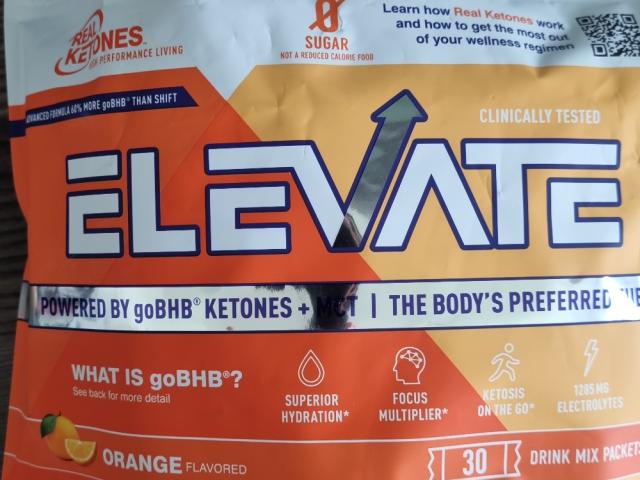 REAL KETONES™
HIGH PERFORMANCE LIVING
0
SUGAR
NOT A REDUCED CALORIE FOOD
Learn how Real Ketones work
and how to get the most out
of your wellness regimen
ADVANCED FORMULA 60% MORE goBHB® THAN SHIFT
CLINICALLY TESTED
ELEVATE
POWERED BY goBHB® KETONES + MCT | THE BODY'S PREFERRED
WHAT IS goBHB®?
See back for more detail
SUPERIOR
HYDRATION*
FOCUS
MULTIPLIER*
KETOSIS
ON THE GO*
1285 MG
ELECTROLYTES
ORANGE FLAVORED
30 DRINK MIX PACKETS